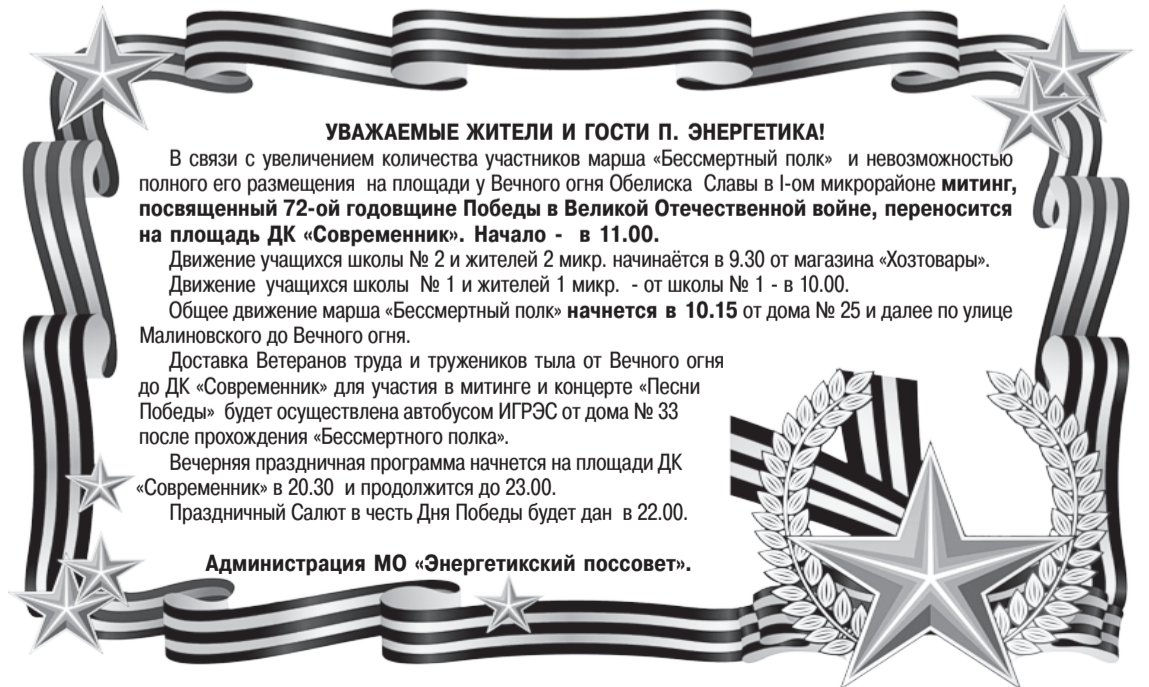 УВАЖАЕМЫЕ ЖИТЕЛИ И ГОСТИ П. ЭНЕРГЕТИКА!
В связи с увеличением количества участников марша «Бессмертный полк» и невозможностью
полного его размещения на площади у Вечного огня Обелиска Славы в I-ом микрорайоне митинг,
посвященный 72-ой годовщине Победы в Великой Отечественной войне, переносится
на площадь ДК «Современник». Начало - в 11.00.
Движение учащихся школы № 2 и жителей 2 микр. начинаётся в 9.30 от магазина «Хозтовары».
Движение учащихся школы № 1 и жителей 1 микр. - от школы № 1 - в 10.00.
Общее движение марша «Бессмертный полк» начнется в 10.15 от дома № 25 и далее по улице
Малиновского до Вечного огня.
Доставка Ветеранов труда и тружеников тыла от Вечного огня
до ДК «Современник» для участия в митинге и концерте «Песни
Победы» будет осуществлена автобусом ИГРЭС от дома № 33
после прохождения «Бессмертного полка».
Вечерняя праздничная программа начнется на площади ДК
«Современник» в 20.30 и продолжится до 23.00.
Праздничный Салют в честь Дня Победы будет дан в 22.00.
Администрация МО «Энергетикский поссовет».